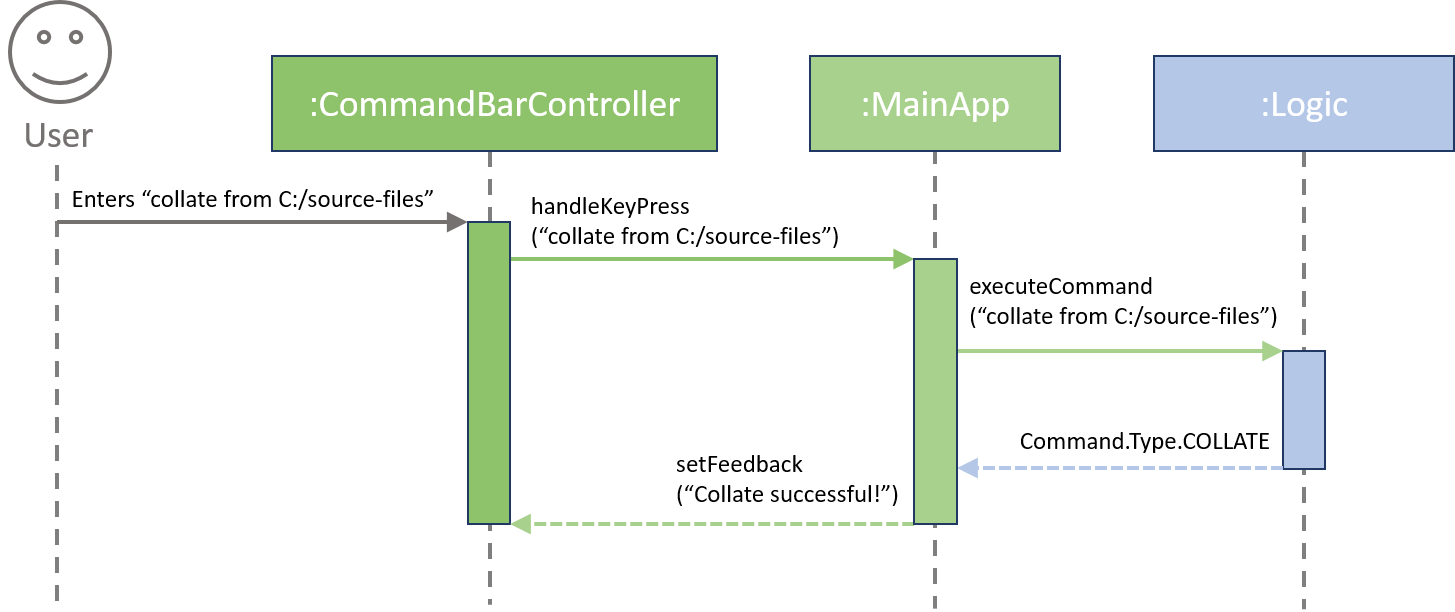 User
:CommandBarController
:MainApp
:Logic
Enters “collate from C:/source-files”
handleKeyPress
(“collate from C:/source-files”)
executeCommand
(“collate from C:/source-files”)
Command.Type.COLLATE
setFeedback
(“Collate successful!”)